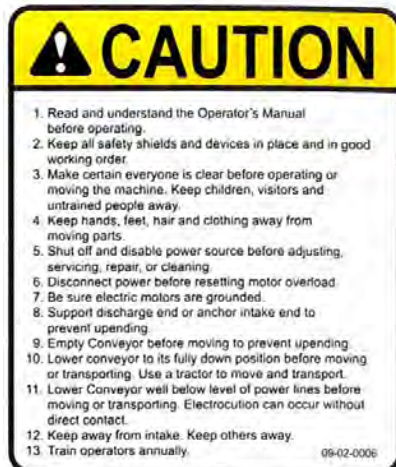 CAUTION
1. Read and understand the Operator's Manual
before operating.
2. Keep all safety shields and devices in place and in good
working order.
3. Make certain everyone is clear before operating or
moving the machine. Keep children, visitors and
untrained people away.
4. Keep hands, feet, hair and clothing away from
moving parts.
5. Shut off and disable power source before adjusting,
servicing, repair, or cleaning.
6. Disconnect power before resetting motor overload.
7. Be sure electric motors are grounded.
8. Support discharge end or anchor intake end to
prevent upending.
9. Empty Conveyor before moving to prevent upending.
10. Lower conveyor to its fully down position before moving
or transporting. Use a tractor to move and transport.
11. Lower Conveyor well below level of power lines before
moving or transporting. Electrocution can occur without
direct contact.
12. Keep away from intake. Keep others away.
13. Train operators annually. 09-02-0006